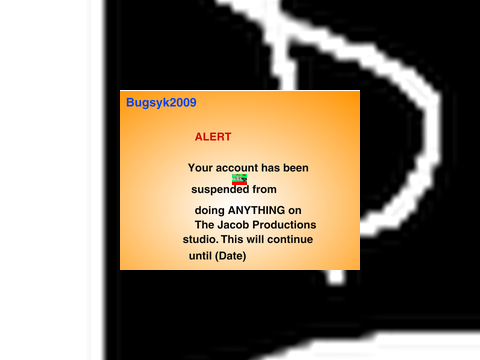 Bugsyk2009
ALERT
Your account has been
suspended from
doing ANYTHING on
The Jacob Productions
studio. This will continue
until (Date)